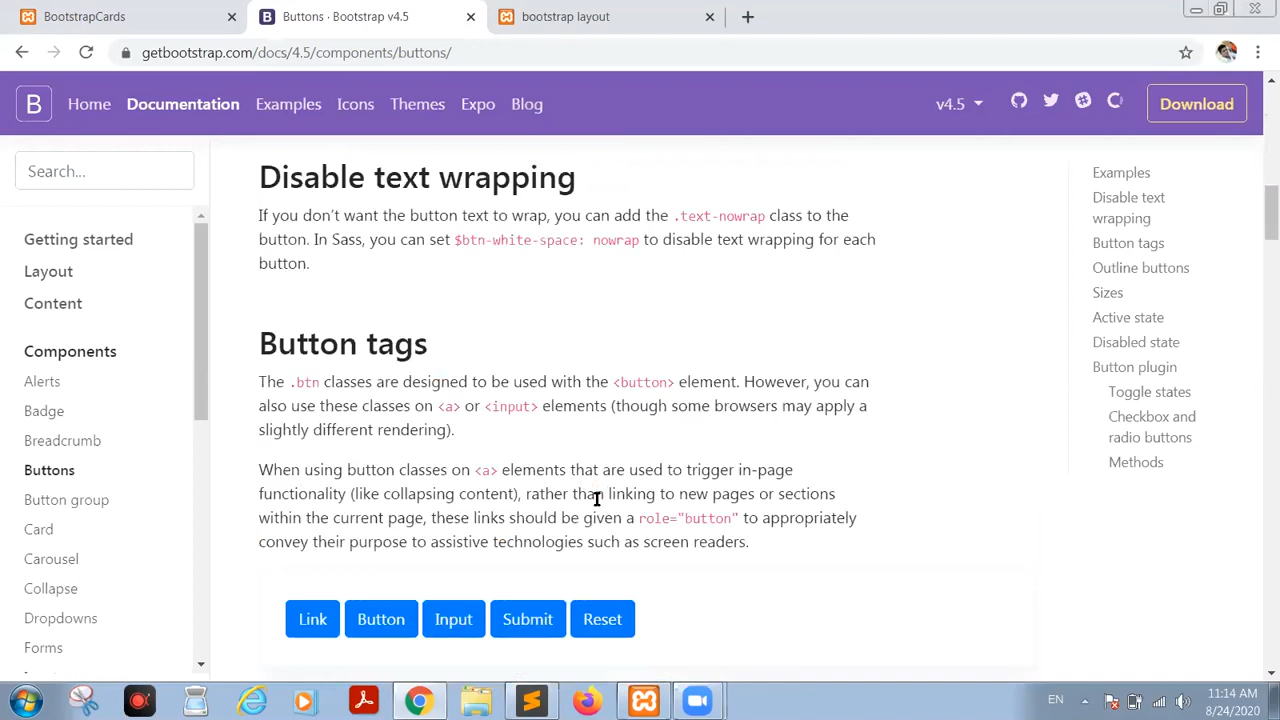 BootstrapCards
Buttons · Bootstrap v4.5
bootstrap layout
getbootstrap.com/docs/4.5/components/buttons/
B
Home
Documentation
Examples
Icons
Themes
Expo
Blog
v4.5
Download
Search...
Getting started
Layout
Content
Components
Alerts
Badge
Breadcrumb
Buttons
Button group
Card
Carousel
Collapse
Dropdowns
Forms
Disable text wrapping
If you don’t want the button text to wrap, you can add the .text-nowrap class to the
button. In Sass, you can set $btn-white-space: nowrap to disable text wrapping for each
button.
Button tags
The .btn classes are designed to be used with the <button> element. However, you can
also use these classes on <a> or <input> elements (though some browsers may apply a
slightly different rendering).
When using button classes on <a> elements that are used to trigger in-page
functionality (like collapsing content), rather than linking to new pages or sections
within the current page, these links should be given a role="button" to appropriately
convey their purpose to assistive technologies such as screen readers.
Link
Button
Input
Submit
Reset
Examples
Disable text
wrapping
Button tags
Outline buttons
Sizes
Active state
Disabled state
Button plugin
Toggle states
Checkbox and
radio buttons
Methods
EN
11:14 AM
8/24/2020